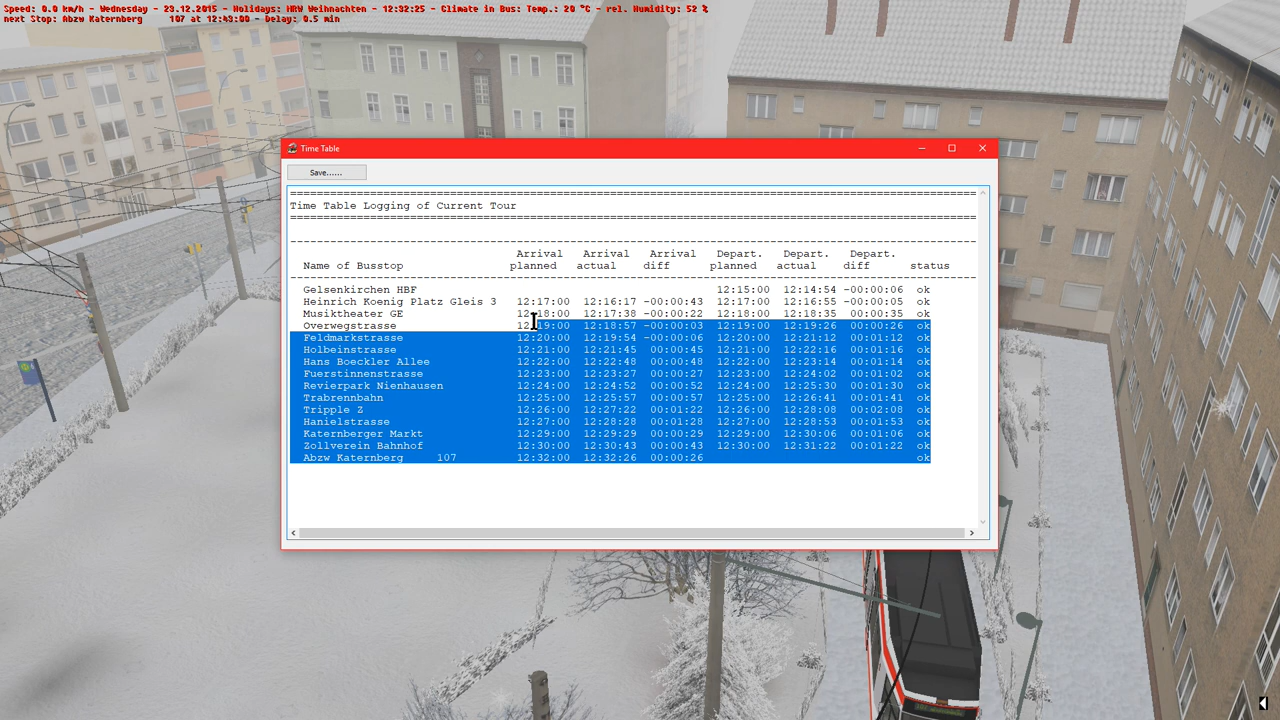 Speed: 0.0 km/h - Wednesday - 23.12.2015 - Holidays: NRW Weihnachten - 12:32:25 - Climate in Bus: Temp.: 20 °C - rel. Humidity: 52 %
next Stop: Abzw Katernberg 107 at 12:43:00 - Delay: 0.5 min
Time Table
Save......
Time Table Logging of Current Tour
Arrival Arrival Arrival Depart. Depart. Depart.
Name of Busstop planned actual diff planned actual diff status
Gelsenkirchen HBF 12:15:00 12:14:54 -00:00:06 ok
Heinrich Koenig Platz Gleis 3 12:17:00 12:16:17 -00:00:43 12:17:00 12:16:55 -00:00:05 ok
Musiktheater GE 12:18:00 12:17:38 -00:00:22 12:18:00 12:18:35 00:00:35 ok
Overwegstrasse 12:19:00 12:18:57 -00:00:03 12:19:00 12:19:26 00:00:26 ok
Feldmarkstrasse 12:20:00 12:19:54 -00:00:06 12:20:00 12:21:12 00:01:12 ok
Holbeinstrasse 12:21:00 12:21:45 00:00:45 12:21:00 12:22:16 00:01:16 ok
Hans Boeckler Allee 12:22:00 12:22:48 00:00:48 12:22:00 12:23:14 00:01:14 ok
Fuerstinnenstrasse 12:23:00 12:23:27 00:00:27 12:23:00 12:24:02 00:01:02 ok
Revierpark Nienhausen 12:24:00 12:24:52 00:00:52 12:24:00 12:25:30 00:01:30 ok
Trabrennbahn 12:25:00 12:25:57 00:00:57 12:25:00 12:26:41 00:01:41 ok
Tripple Z 12:26:00 12:27:22 00:01:22 12:26:00 12:28:08 00:02:08 ok
Hanielstrasse 12:27:00 12:28:28 00:01:28 12:27:00 12:28:53 00:01:53 ok
Katernberger Markt 12:29:00 12:29:29 00:00:29 12:29:00 12:30:06 00:01:06 ok
Zollverein Bahnhof 12:30:00 12:30:43 00:00:43 12:30:00 12:31:22 00:01:22 ok
Abzw Katernberg 107 12:32:00 12:32:26 00:00:26 ok